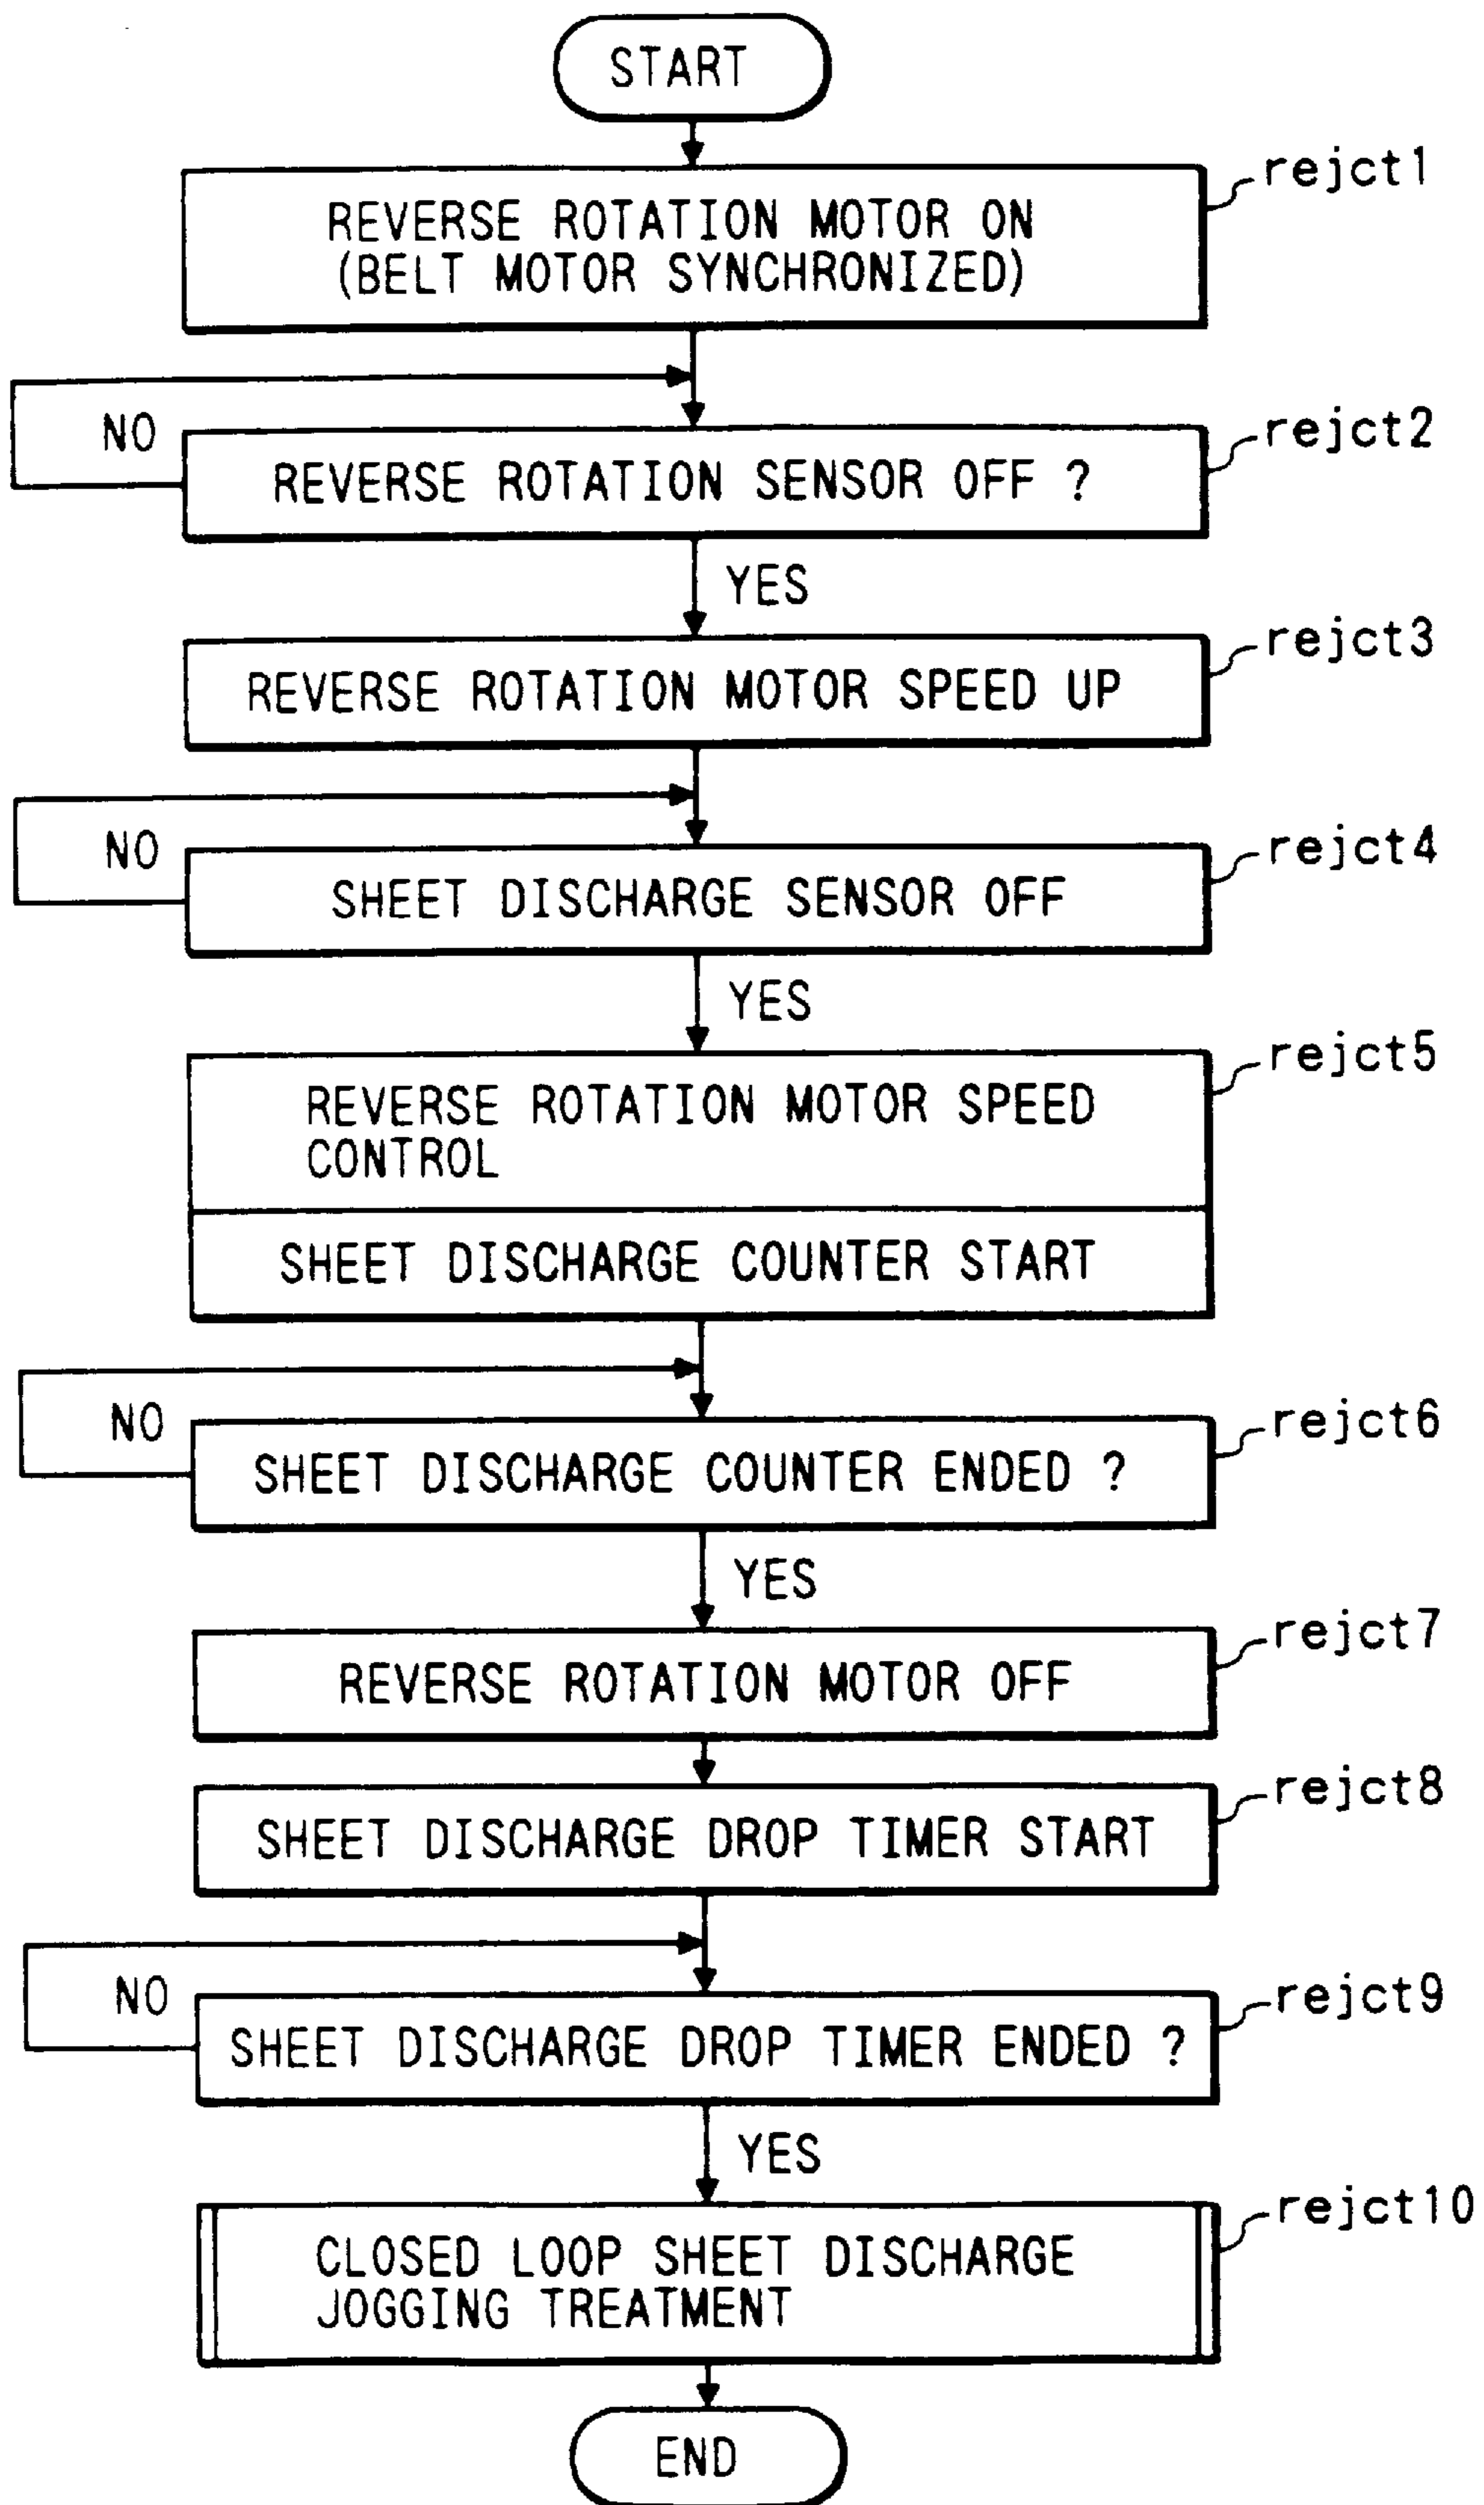 START
rejct1
REVERSE ROTATION MOTOR ON
(BELT MOTOR SYNCHRONIZED)
NO
rejct2
REVERSE ROTATION SENSOR OFF ?
YES
rejct3
REVERSE ROTATION MOTOR SPEED UP
NO
rejct4
SHEET DISCHARGE SENSOR OFF
YES
rejct5
REVERSE ROTATION MOTOR SPEED
CONTROL
SHEET DISCHARGE COUNTER START
NO
rejct6
SHEET DISCHARGE COUNTER ENDED ?
YES
rejct7
REVERSE ROTATION MOTOR OFF
rejct8
SHEET DISCHARGE DROP TIMER START
NO
rejct9
SHEET DISCHARGE DROP TIMER ENDED ?
YES
rejct10
CLOSED LOOP SHEET DISCHARGE
JOGGING TREATMENT
END